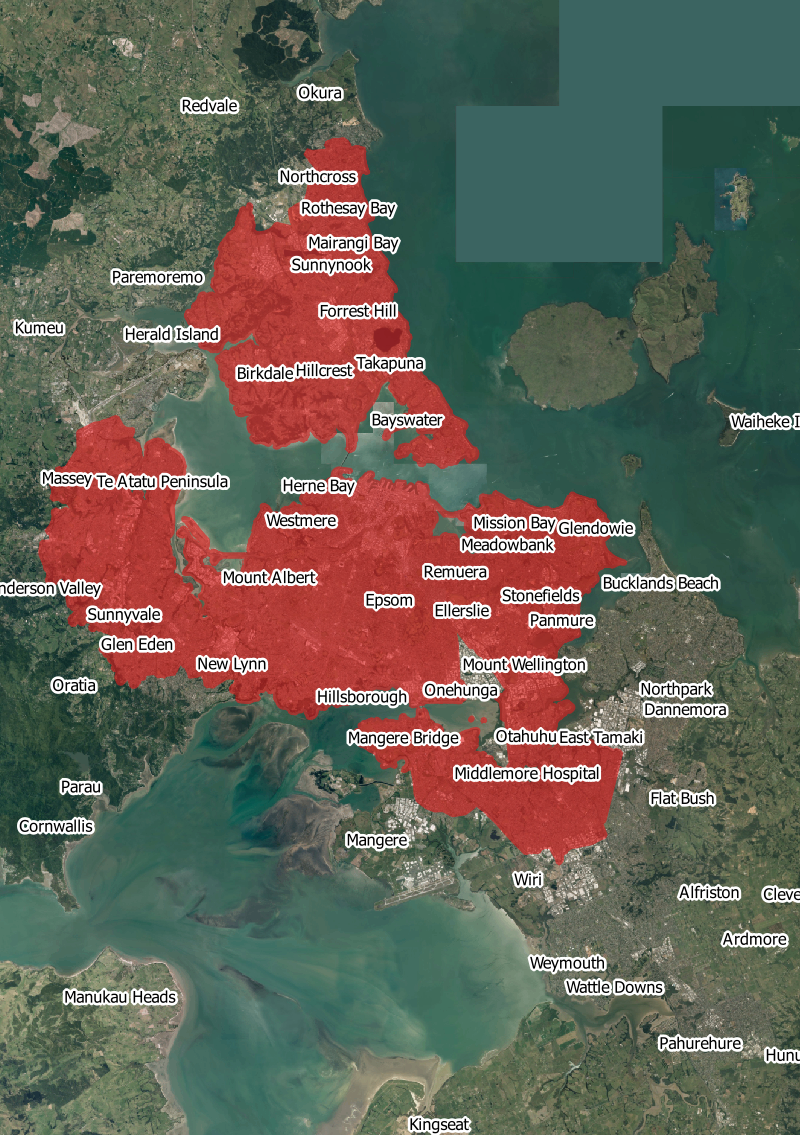 Okura
Redvale
Northcross
Rothesay Bay
Mairangi Bay
Sunnynook
Paremoremo
Forrest Hill
Kumeu
Herald Island
Takapuna
Birkdale
Hillcrest
Bayswater
Waiheke I
Massey
Te Atatu Peninsula
Herne Bay
Westmere
Mission Bay
Glendowie
Meadowbank
Remuera
Mount Albert
Bucklands Beach
nderson Valley
Epsom
Stonefields
Ellerslie
Sunnyvale
Panmure
Glen Eden
New Lynn
Mount Wellington
Oratia
Onehunga
Northpark
Hillsborough
Dannemora
Mangere Bridge
Otahuhu
East Tamaki
Middlemore Hospital
Parau
Flat Bush
Cornwallis
Mangere
Wiri
Alfriston
Cleve
Ardmore
Weymouth
Wattle Downs
Manukau Heads
Pahurehure
Hunu
Kingseat